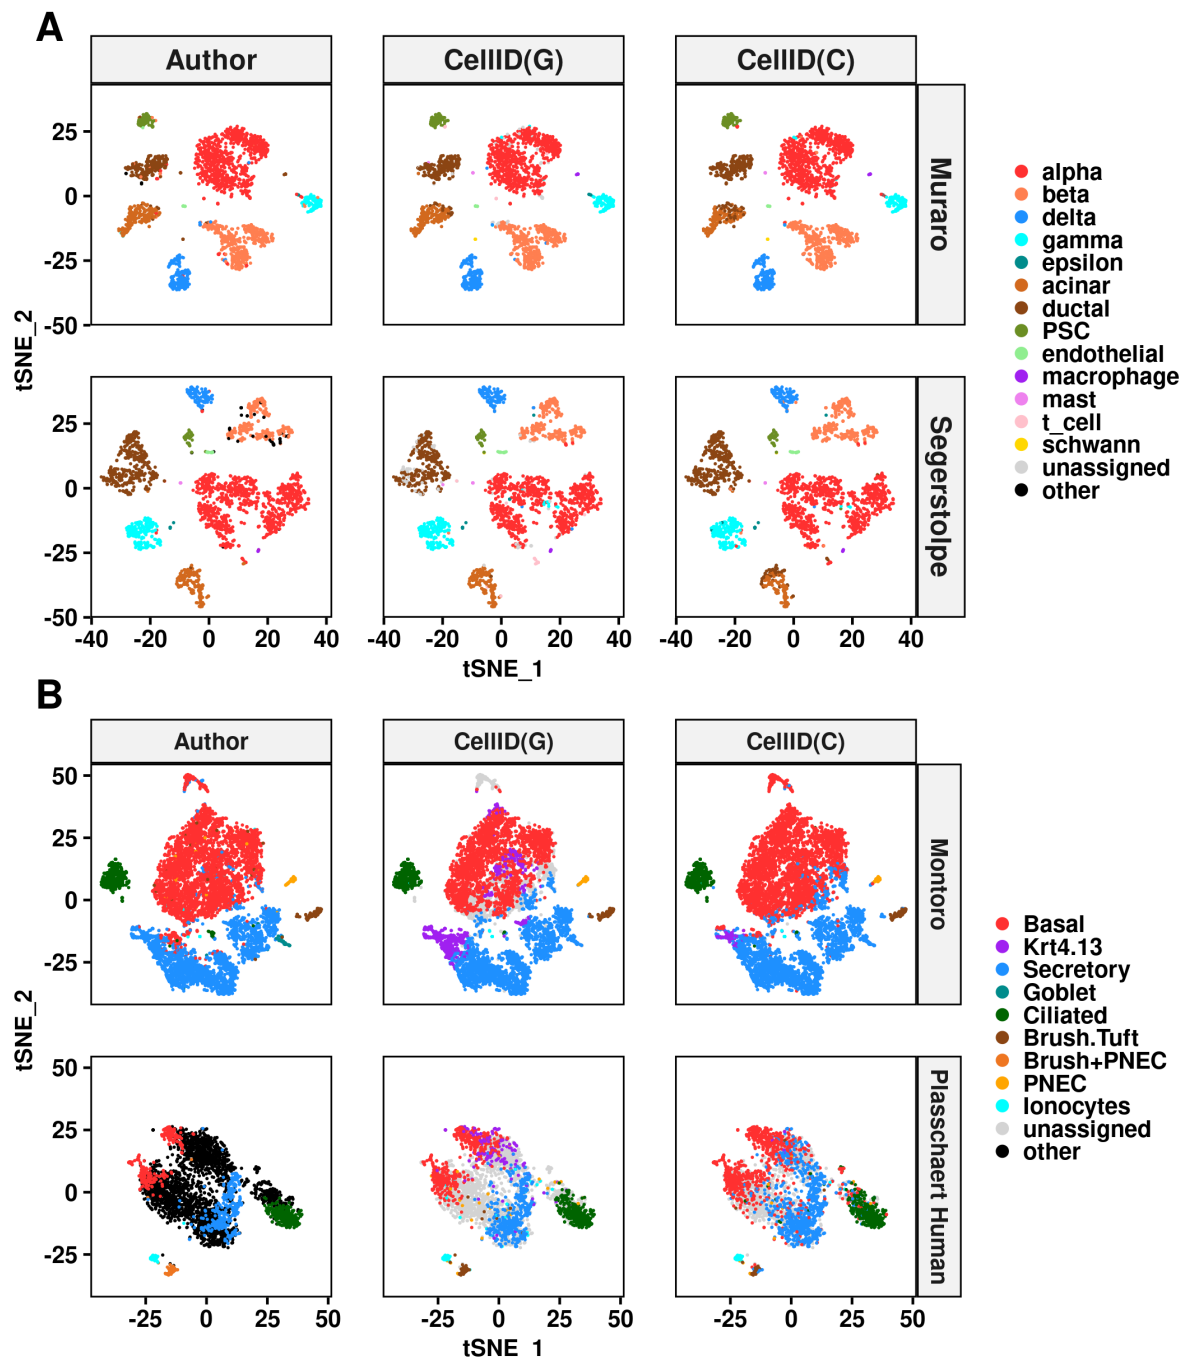 A
Author
CellID(G)
CellID(C)
25
0
-25
-50
Muraro
tSNE_2
25
0
-25
-50
Segerstolpe
-40 -20 0 20 40
-40 -20 0 20 40
-40 -20 0 20 40
tSNE_1
alpha
beta
delta
gamma
epsilon
acinar
ductal
PSC
endothelial
macrophage
mast
t_cell
schwann
unassigned
other
B
Author
CellID(G)
CellID(C)
50
25
0
-25
Montoro
tSNE_2
50
25
0
-25
Plasschaert Human
-25 0 25 50
-25 0 25 50
-25 0 25 50
tSNE_1
Basal
Krt4.13
Secretory
Goblet
Ciliated
Brush.Tuft
Brush+PNEC
PNEC
Ionocytes
unassigned
other